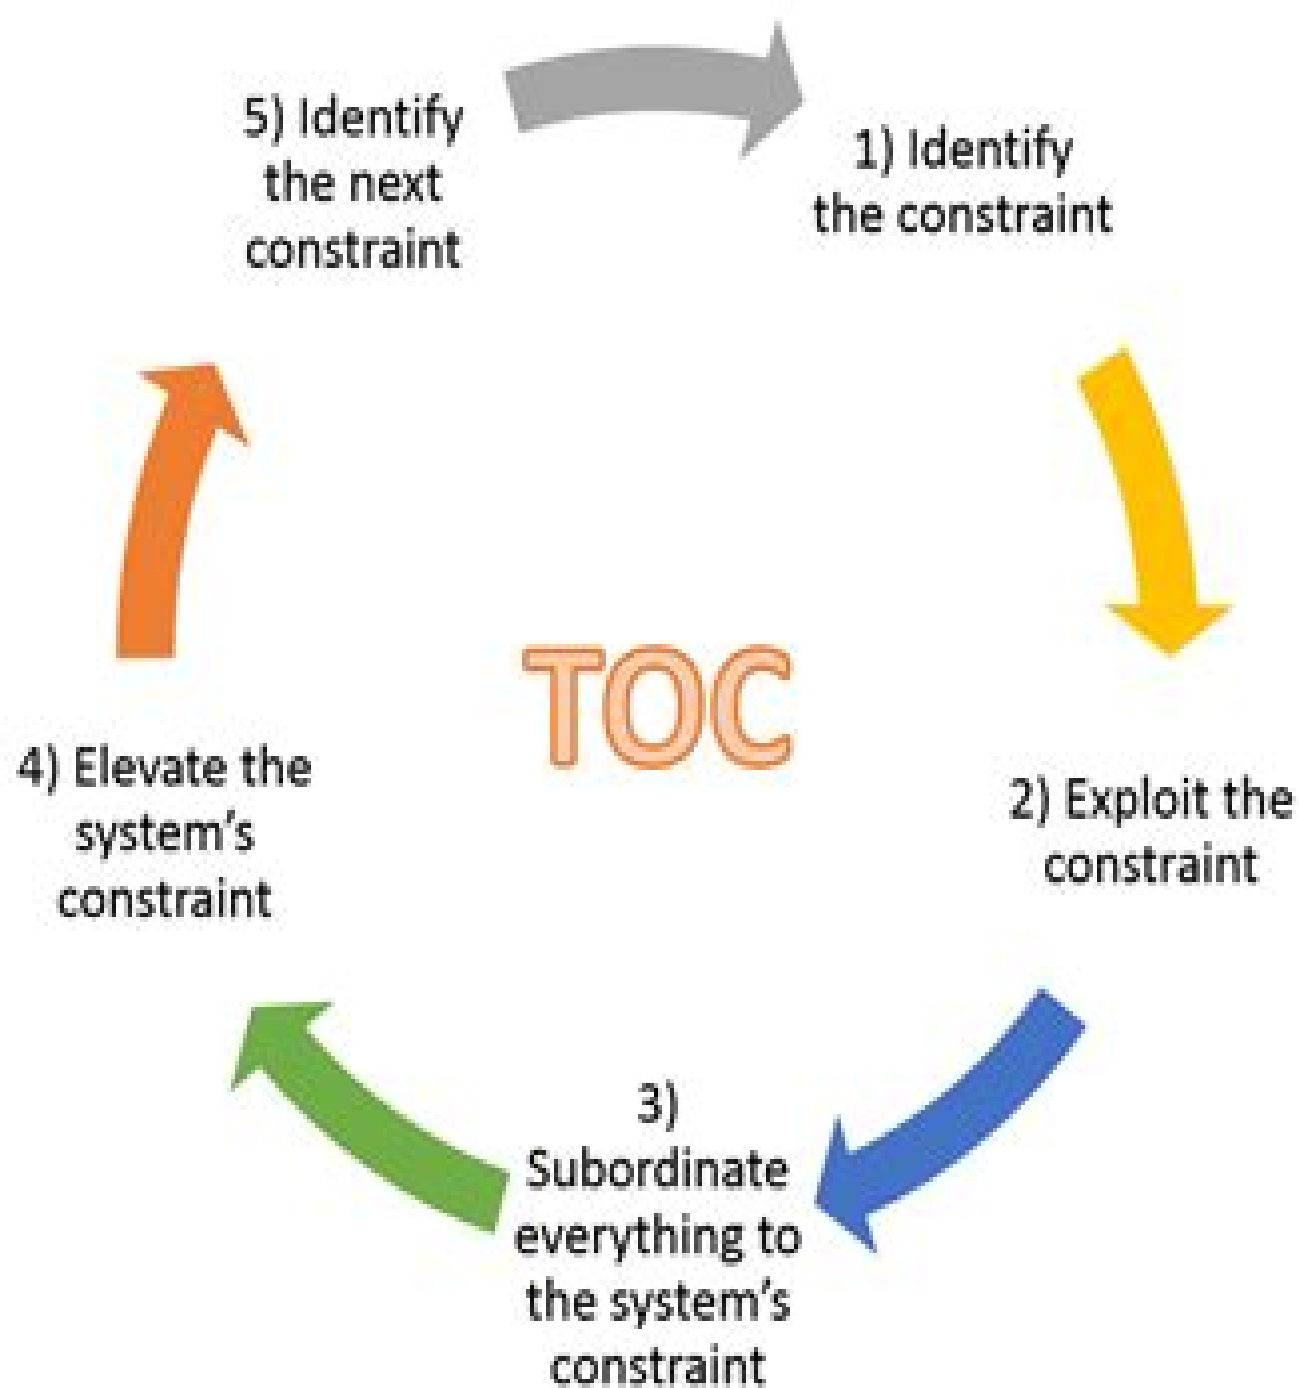 1) Identify
the constraint
2) Exploit the
constraint
3)
Subordinate
everything to
the system’s
constraint
4) Elevate the
system’s
constraint
5) Identify
the next
constraint
TOC